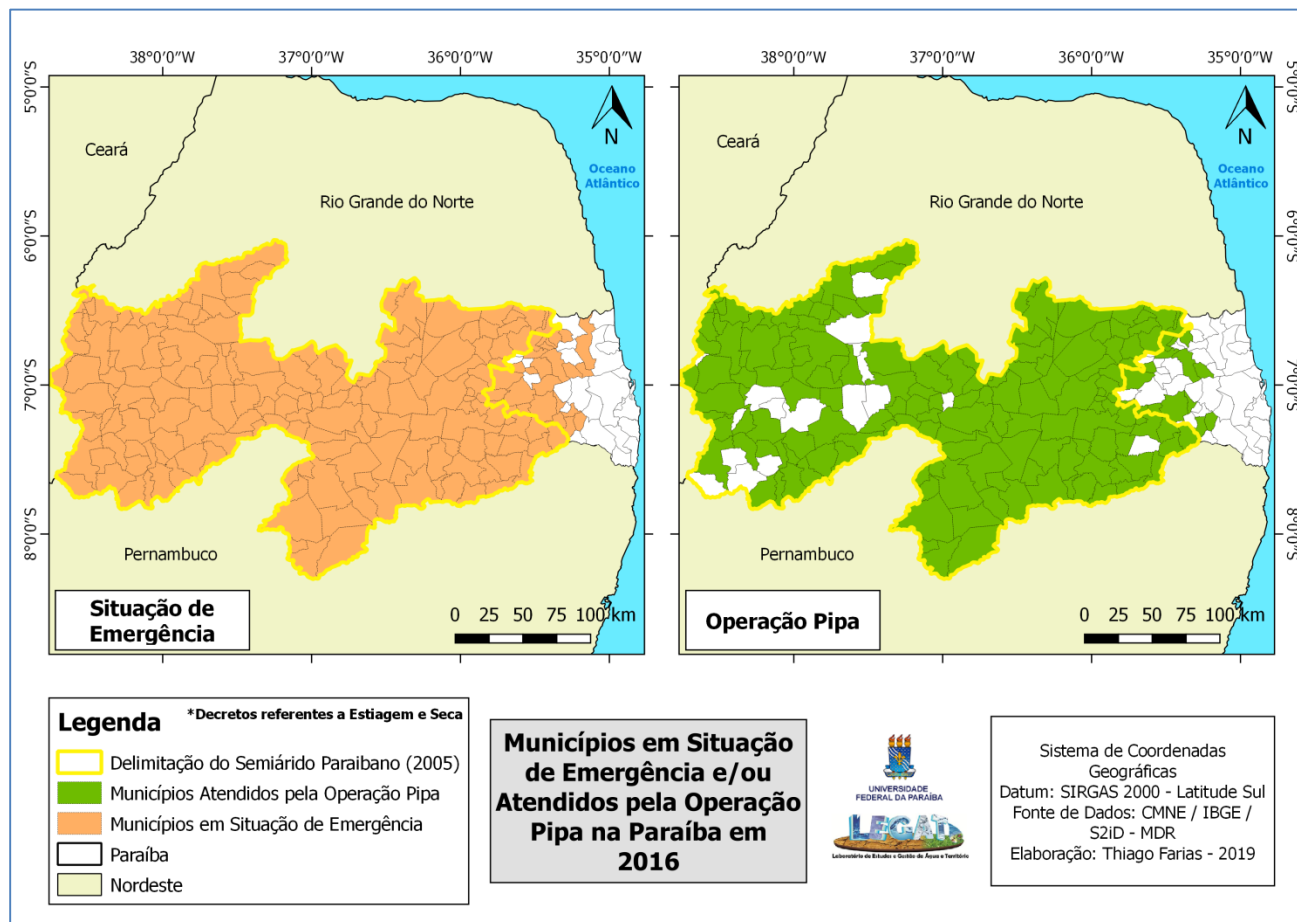 38°0'0"W 37°0'0"W 36°0'0"W 35°0'0"W
38°0'0"W 37°0'0"W 36°0'0"W 35°0'0"W
5°0'0"S
6°0'0"S
7°0'0"S
8°0'0"S
Ceará
Rio Grande do Norte
Oceano
Atlântico
N
Pernambuco
Situação de
Emergência
0 25 50 75 100 km
Ceará
Rio Grande do Norte
Oceano
Atlântico
N
Pernambuco
Operação Pipa
0 25 50 75 100 km
5°0'0"S
6°0'0"S
7°0'0"S
8°0'0"S
Legenda *Decretos referentes a Estiagem e Seca
Delimitação do Semiárido Paraibano (2005)
Municípios Atendidos pela Operação Pipa
Municípios em Situação de Emergência
Paraíba
Nordeste
Municípios em Situação
de Emergência e/ou
Atendidos pela Operação
Pipa na Paraíba em
2016
UNIVERSIDADE
FEDERAL DA PARAÍBA
LEGAT
Laboratório de Estudos e Gestão de Água e Território
Sistema de Coordenadas
Geográficas
Datum: SIRGAS 2000 - Latitude Sul
Fonte de Dados: CMNE / IBGE /
S2iD - MDR
Elaboração: Thiago Farias - 2019